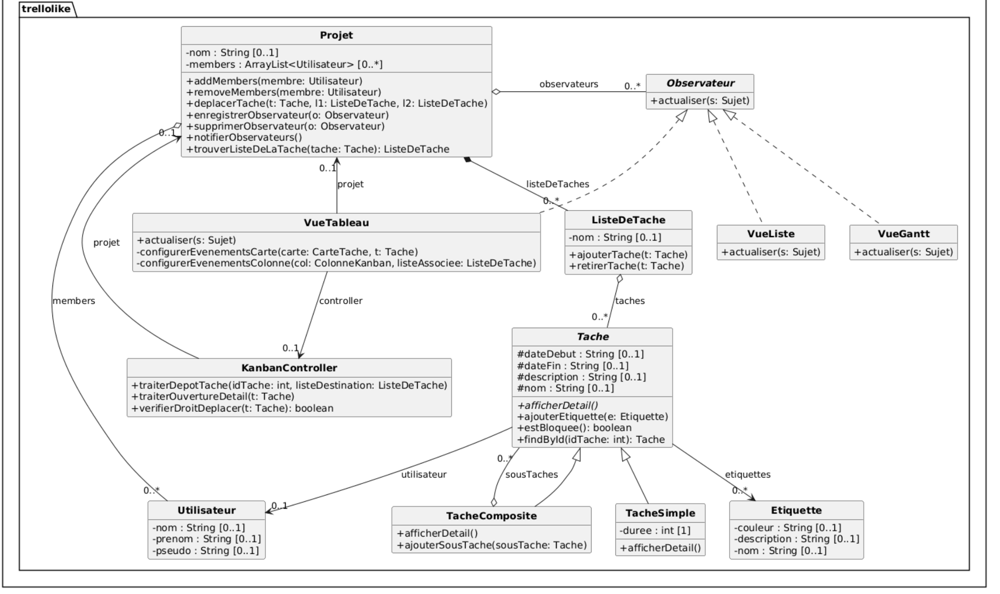 trellolike
Projet
-nom : String [0..1]
-members : ArrayList<Utilisateur> [0..*]
+addMembers(membre: Utilisateur)
+removeMembers(membre: Utilisateur)
+deplacerTache(t: Tache, l1: ListeDeTache, l2: ListeDeTache)
+enregistrerObservateur(o: Observateur)
+supprimerObservateur(o: Observateur)
+notifierObservateurs()
+trouverListeDeLaTache(tache: Tache): ListeDeTache
observateurs
0..*
Observateur
+actualiser(s: Sujet)
0..1
0..1
projet
listeDeTaches
0..*
VueTableau
+actualiser(s: Sujet)
-configurerEvenementsCarte(carte: CarteTache, t: Tache)
-configurerEvenementsColonne(col: ColonneKanban, listeAssociee: ListeDeTache)
ListeDeTache
-nom : String [0..1]
+ajouterTache(t: Tache)
+retirerTache(t: Tache)
VueListe
+actualiser(s: Sujet)
VueGantt
+actualiser(s: Sujet)
projet
members
controller
taches
0..1
0..*
KanbanController
+traiterDepotTache(idTache: int, listeDestination: ListeDeTache)
+traiterOuvertureDetail(t: Tache)
+verifierDroitDeplacer(t: Tache): boolean
Tache
#dateDebut : String [0..1]
#dateFin : String [0..1]
#description : String [0..1]
#nom : String [0..1]
+afficherDetail()
+ajouterEtiquette(e: Etiquette)
+estBloquee(): boolean
+findById(idTache: int): Tache
0..*
utilisateur
sousTaches
etiquettes
0..*
0..1
0..*
Utilisateur
-nom : String [0..1]
-prenom : String [0..1]
-pseudo : String [0..1]
TacheComposite
+afficherDetail()
+ajouterSousTache(sousTache: Tache)
TacheSimple
-duree : int [1]
+afficherDetail()
Etiquette
-couleur : String [0..1]
-description : String [0..1]
-nom : String [0..1]